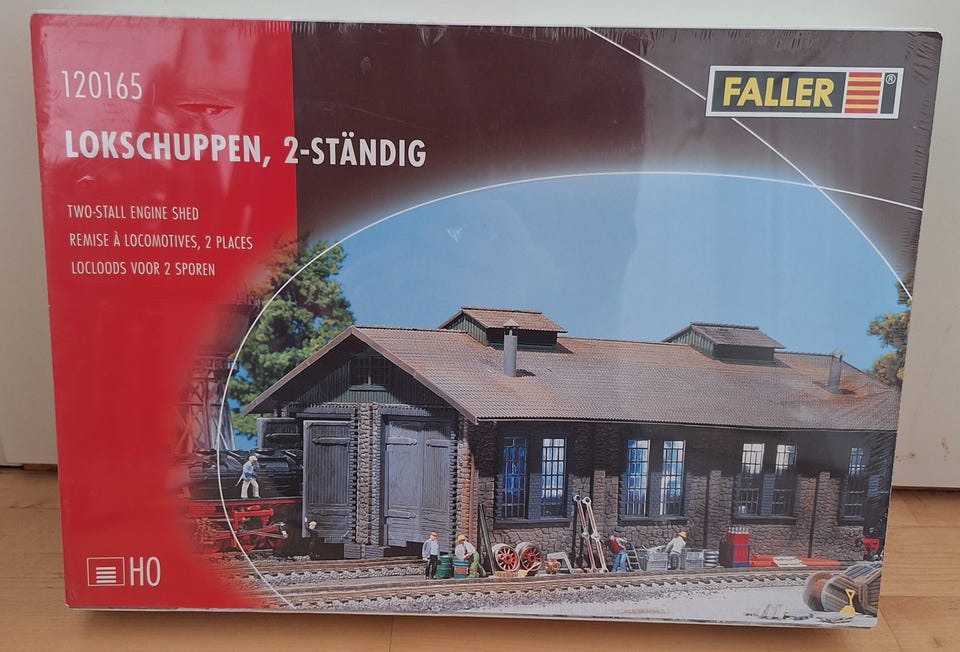 120165
FALLER®
LOKSCHUPPEN, 2-STÄNDIG
TWO-STALL ENGINE SHED
REMISE À LOCOMOTIVES, 2 PLACES
LOCLOODS VOOR 2 SPOREN
H0